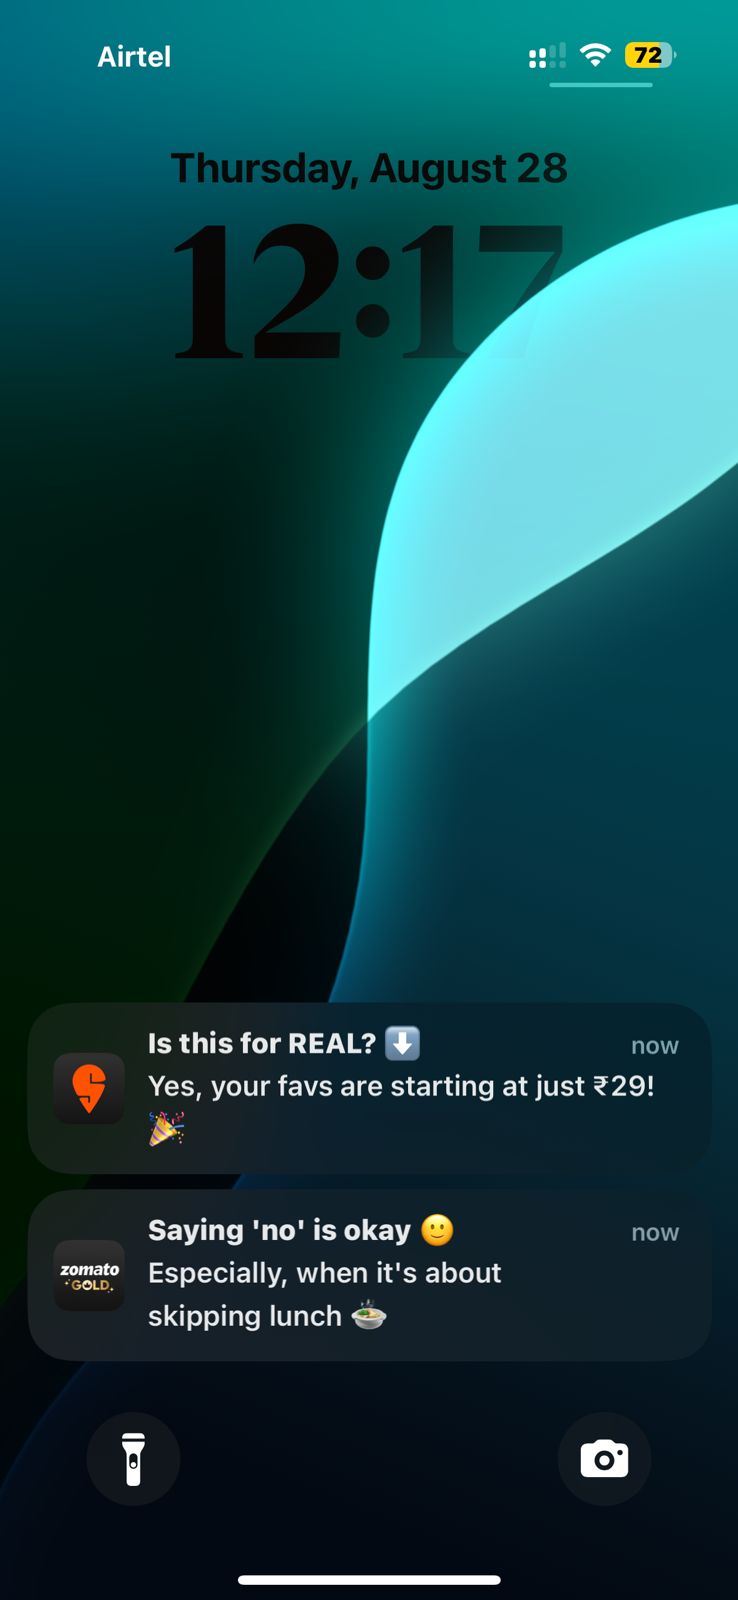 Airtel
72
Thursday, August 28
12:17
Is this for REAL? ⬇️
now
Yes, your favs are starting at just ₹29!
🎉
Saying 'no' is okay 🙂
now
zomato
GOLD
Especially, when it's about
skipping lunch 🍲